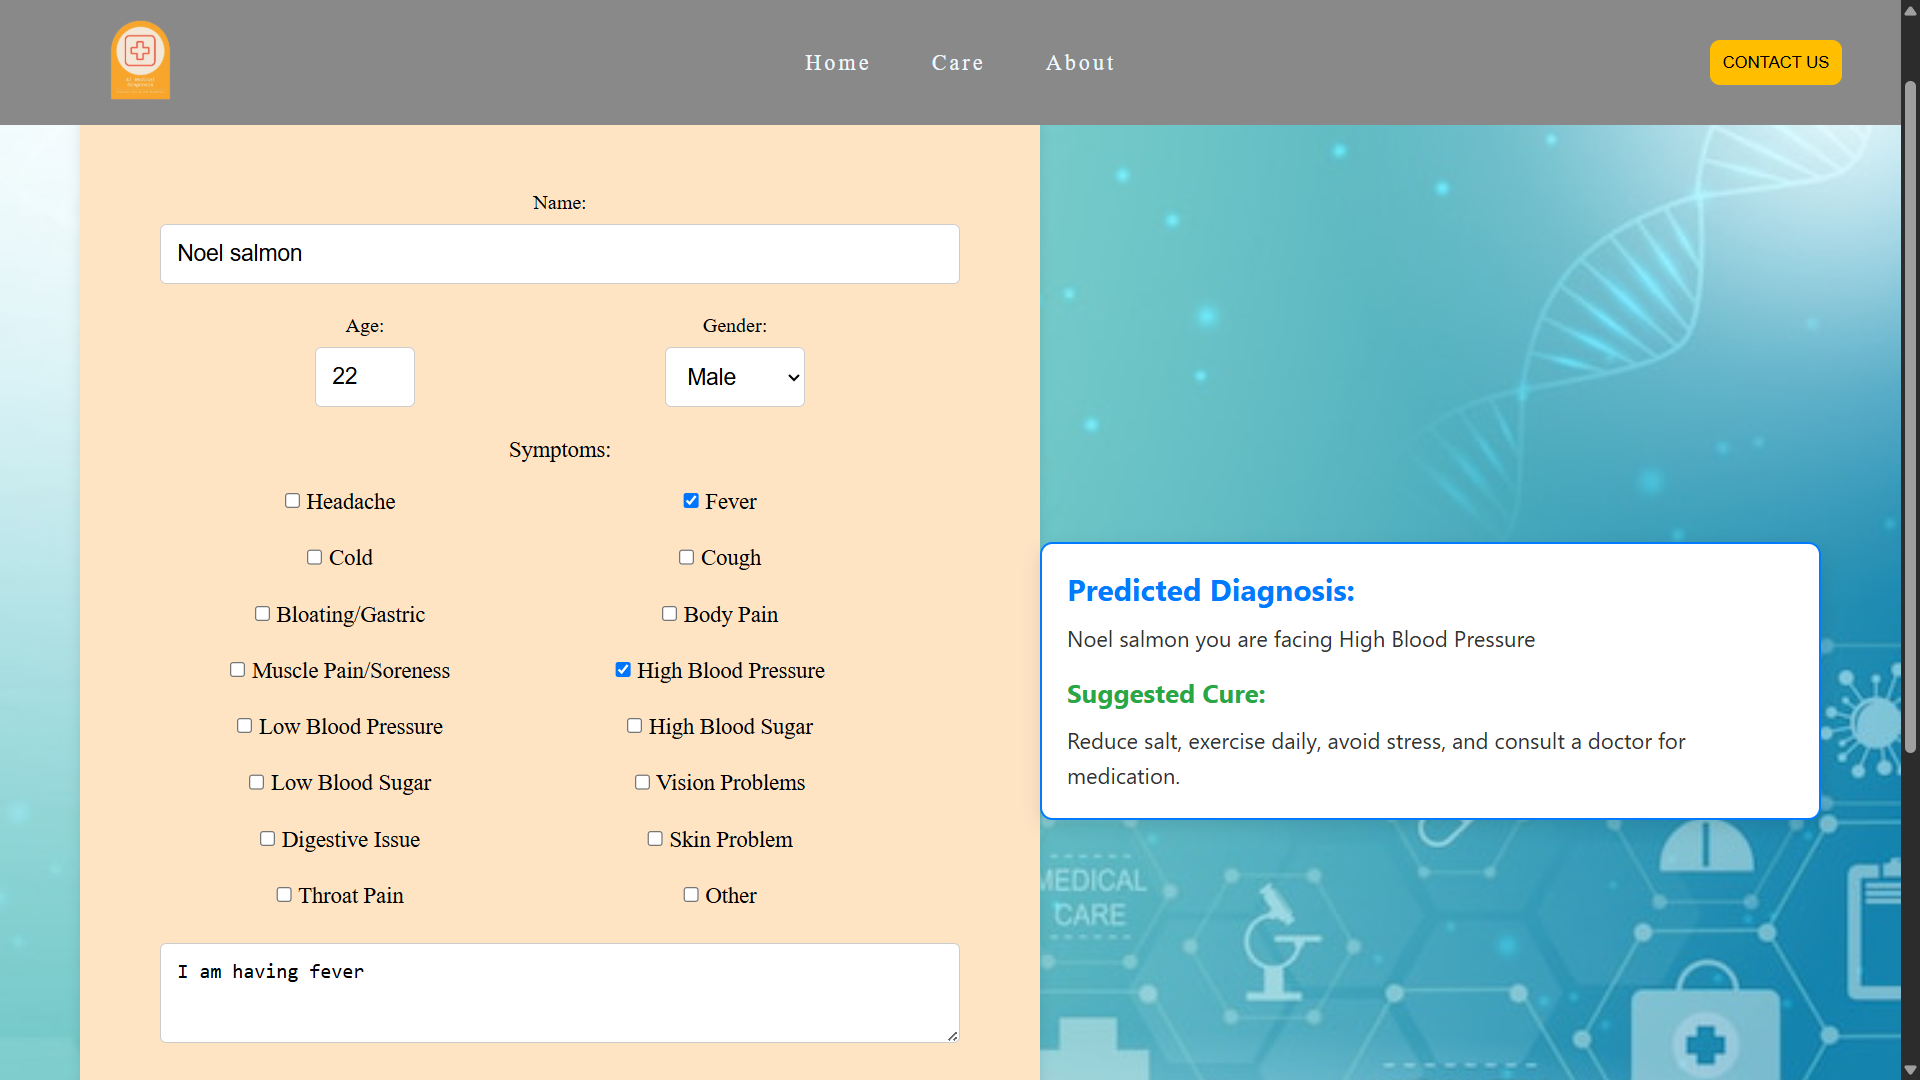 Home Care About CONTACT US
Name:
Noel salmon
Age: Gender:
22 Male
Symptoms:
Headache Fever
Cold Cough
Bloating/Gastric Body Pain
Muscle Pain/Soreness High Blood Pressure
Low Blood Pressure High Blood Sugar
Low Blood Sugar Vision Problems
Digestive Issue Skin Problem
Throat Pain Other
I am having fever
Predicted Diagnosis:
Noel salmon you are facing High Blood Pressure
Suggested Cure:
Reduce salt, exercise daily, avoid stress, and consult a doctor for
medication.
MEDICAL
CARE